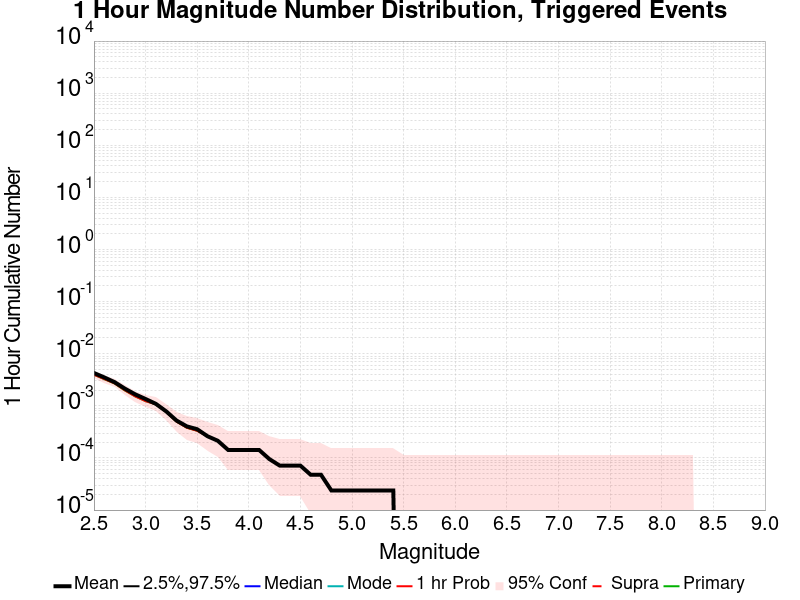 1 Hour Magnitude Number Distribution, Triggered Events
1 Hour Cumulative Number
10^4
10^3
10^2
10^1
10^0
10^-1
10^-2
10^-3
10^-4
10^-5
2.5 3.0 3.5 4.0 4.5 5.0 5.5 6.0 6.5 7.0 7.5 8.0 8.5 9.0
Magnitude
Mean 2.5%,97.5% Median Mode 1 hr Prob 95% Conf Supra Primary